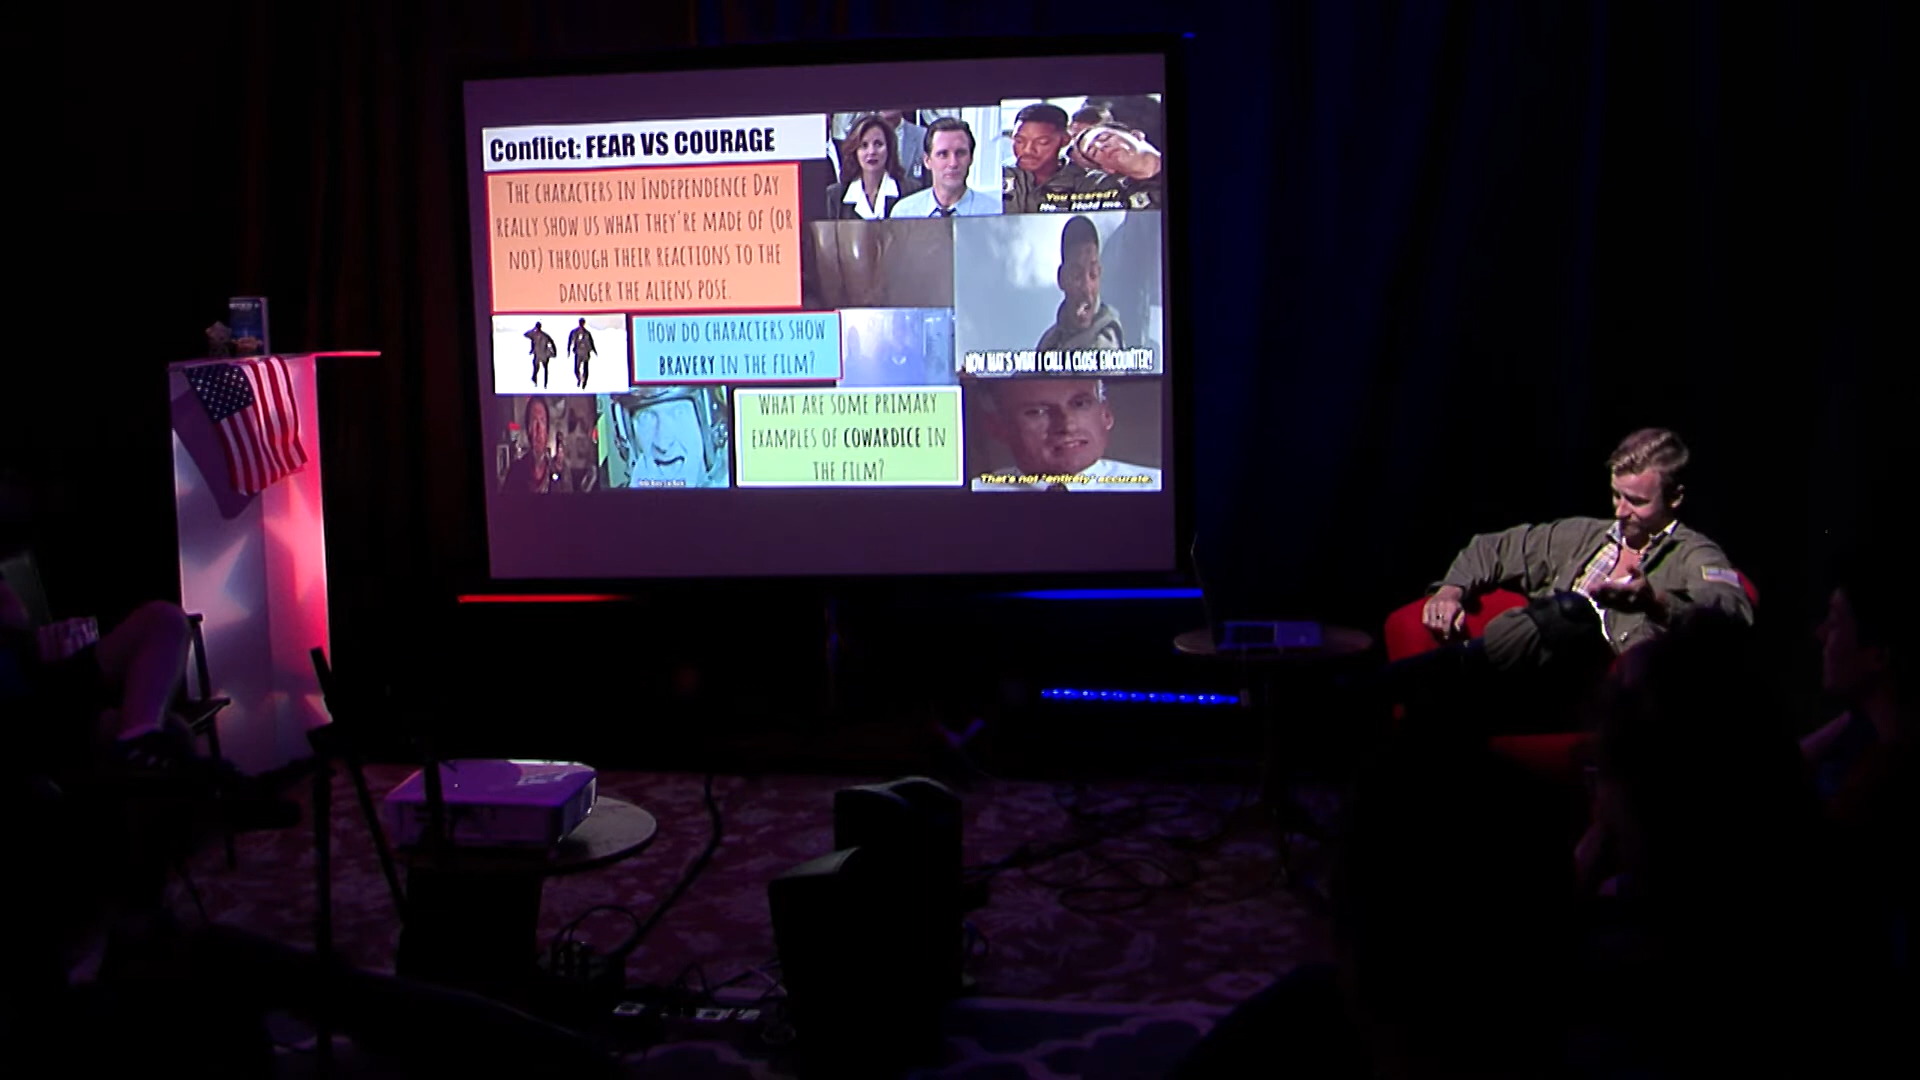 Conflict: FEAR VS COURAGE
THE CHARACTERS IN INDEPENDENCE DAY
REALLY SHOW US WHAT THEY'RE MADE OF (OR
NOT) THROUGH THEIR REACTIONS TO THE
DANGER THE ALIENS POSE.
You scared?
No... Hold me.
HOW DO CHARACTERS SHOW
BRAVERY IN THE FILM?
NOW THAT'S WHAT I CALL A CLOSE ENCOUNTER!
WHAT ARE SOME PRIMARY
EXAMPLES OF COWARDICE IN
THE FILM?
That's not "entirely" accurate.